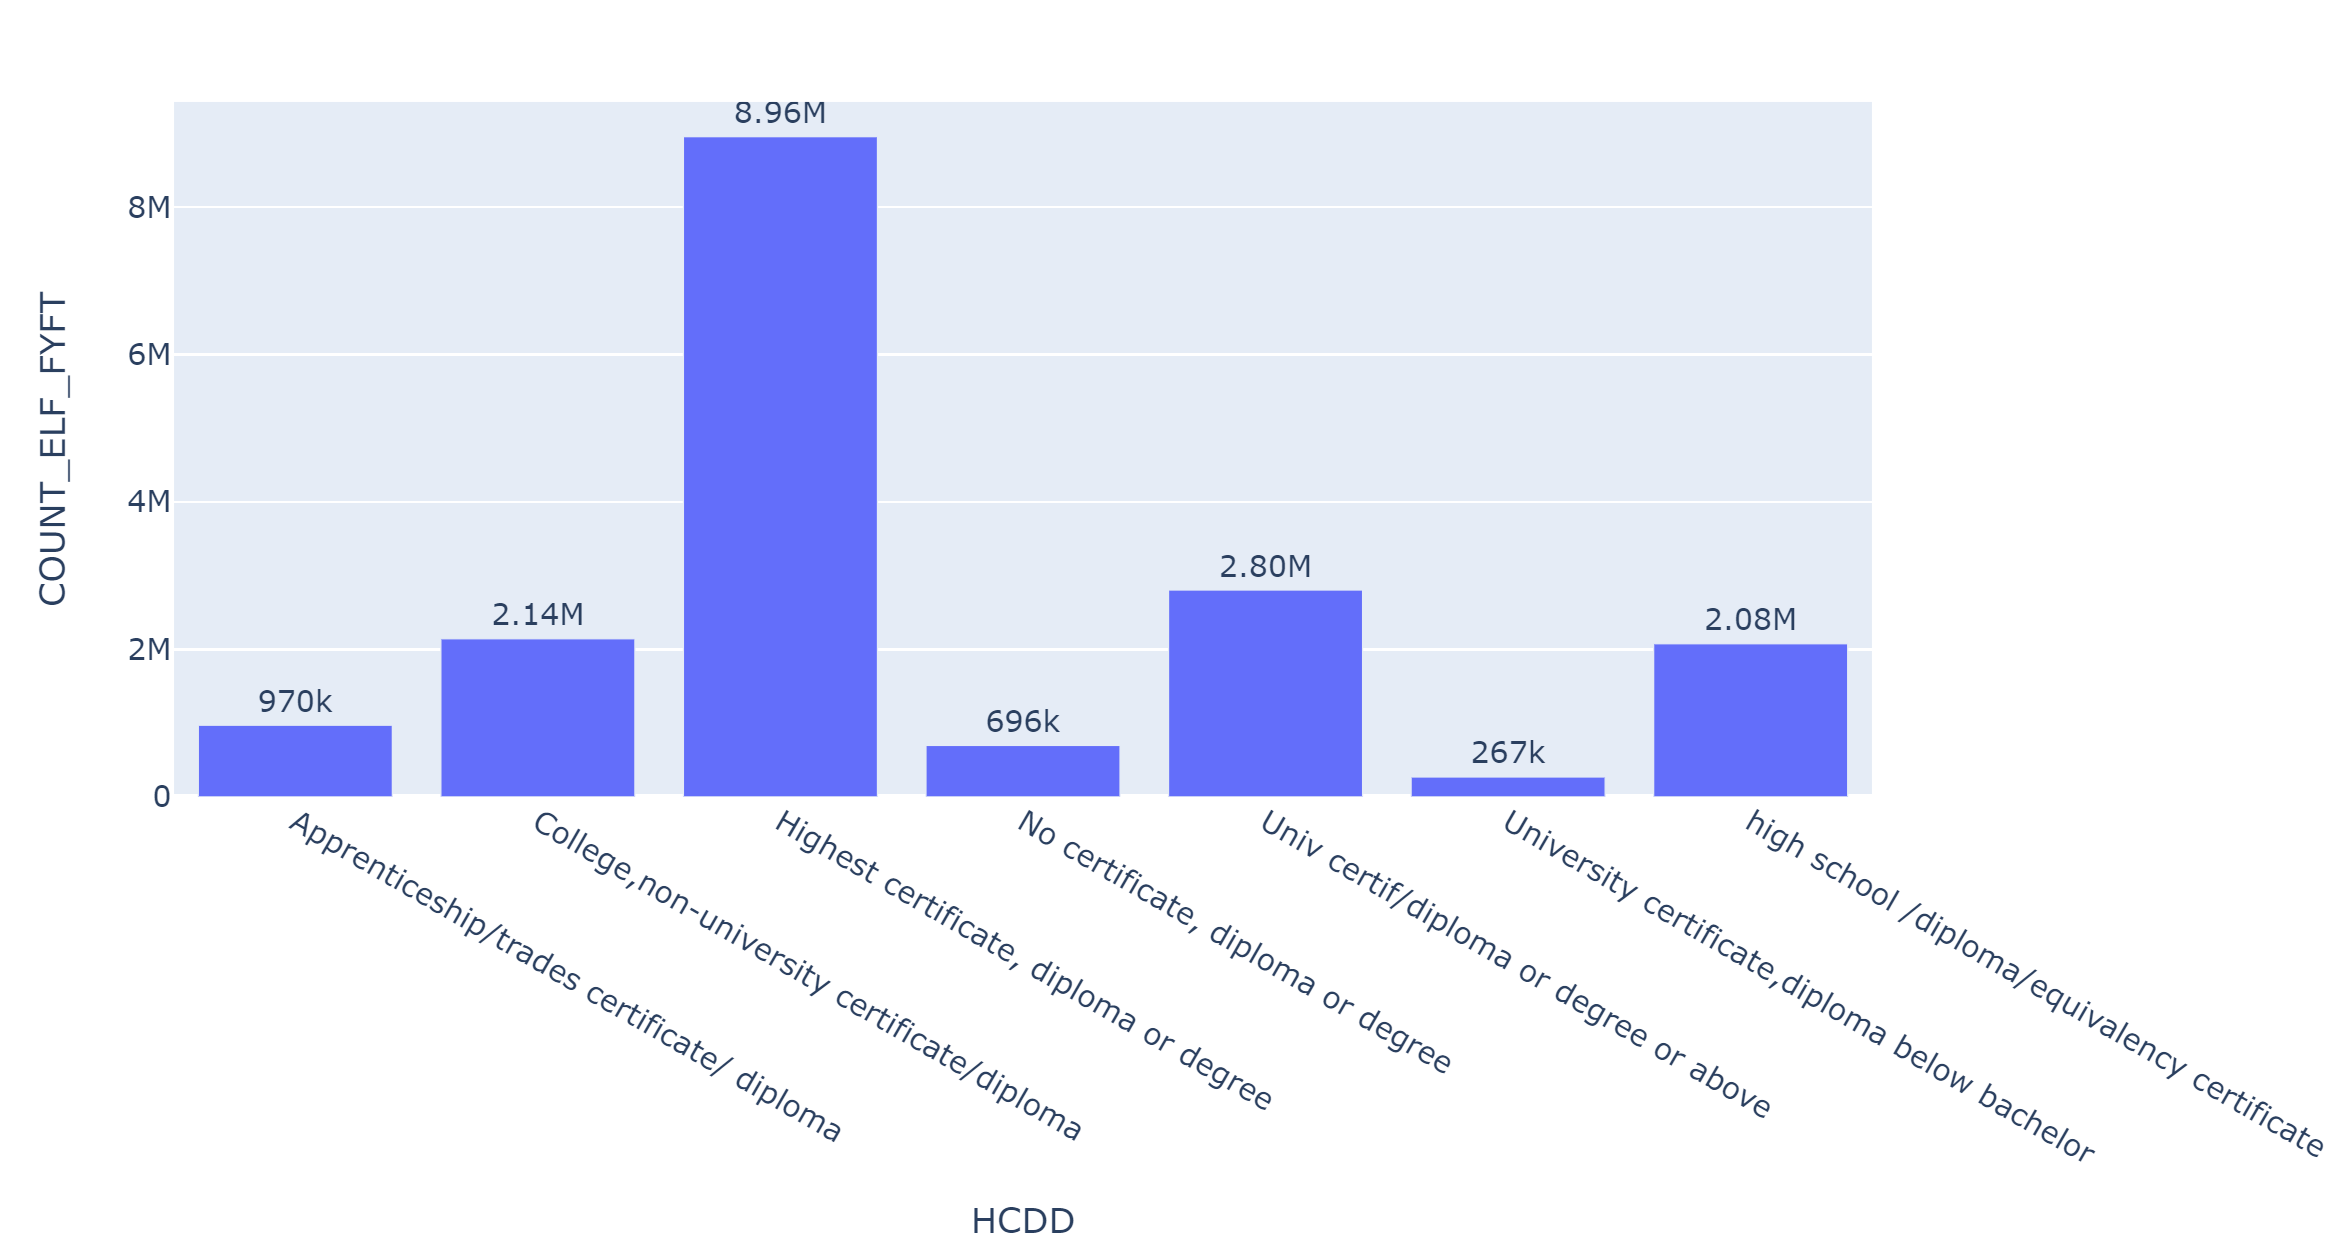 8.96M
8M
6M
4M
2.80M
2.14M
2.08M
2M
970k
696k
267k
0
COUNT_ELF_FYFT
Apprenticeship/trades certificate/ diploma
College,non-university certificate/diploma
Highest certificate, diploma or degree
No certificate, diploma or degree
Univ certif/diploma or degree or above
University certificate,diploma below bachelor
high school /diploma/equivalency certificate
HCDD